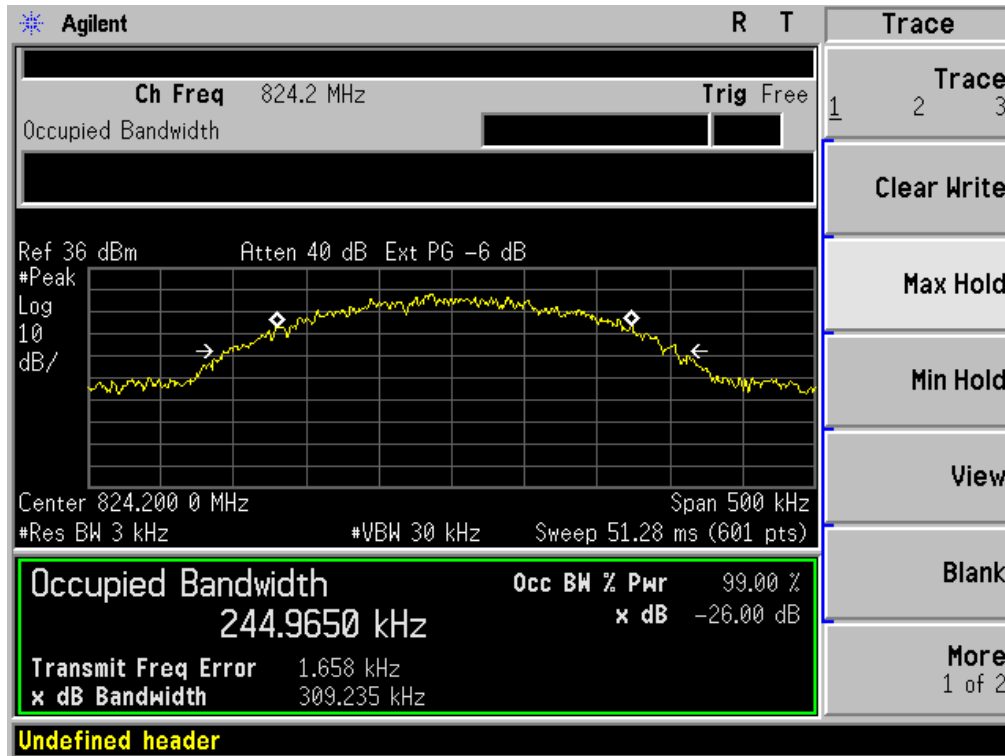 Agilent R T Trace
Ch Freq 824.2 MHz Trig Free
Occupied Bandwidth
Trace
1 2 3
Clear Write
Max Hold
Min Hold
View
Blank
More
1 of 2
Ref 36 dBm Atten 40 dB Ext PG -6 dB
#Peak
Log
10
dB/
Center 824.200 0 MHz Span 500 kHz
#Res BW 3 kHz #VBW 30 kHz Sweep 51.28 ms (601 pts)
Occupied Bandwidth Occ BW % Pwr 99.00 %
244.9650 kHz x dB -26.00 dB
Transmit Freq Error 1.658 kHz
x dB Bandwidth 309.235 kHz
Undefined header